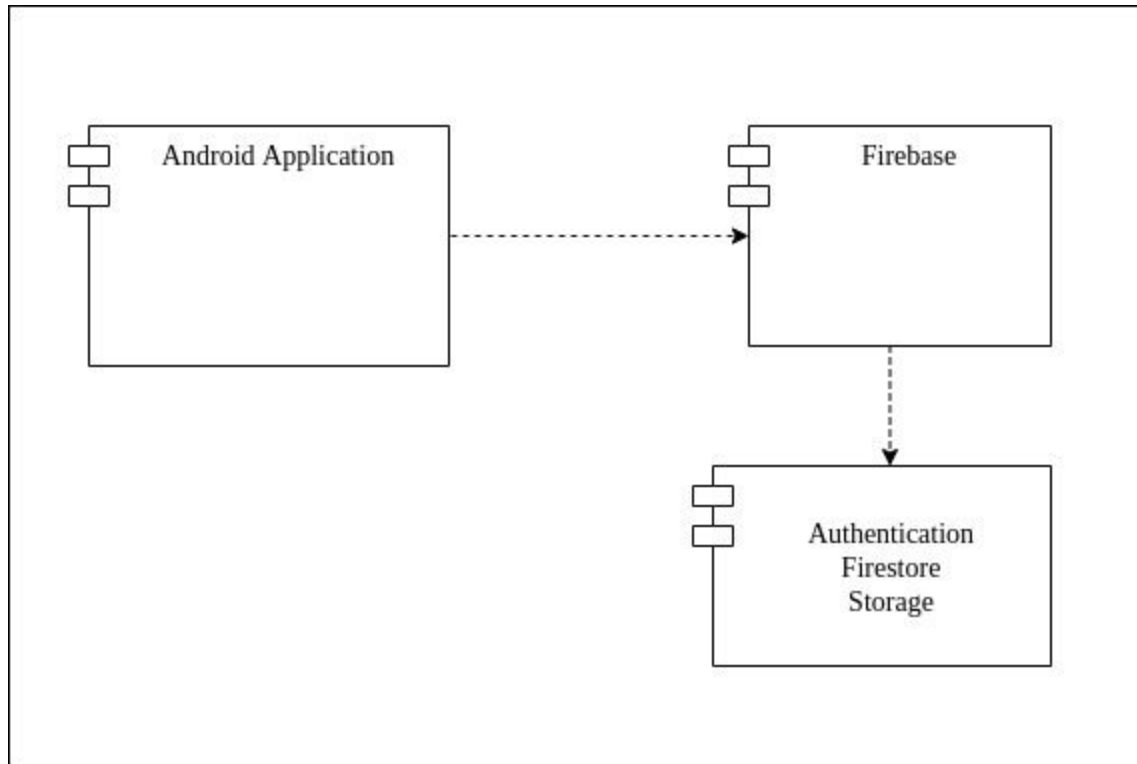 Android Application
Firebase
Authentication
Firestore
Storage